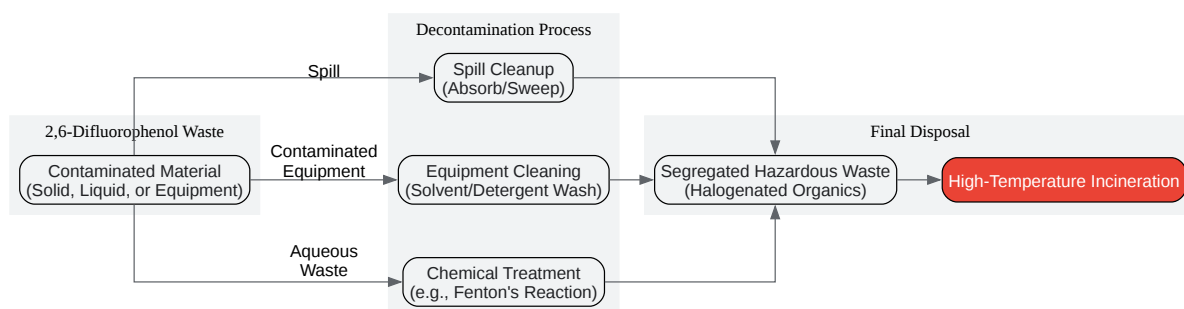 Decontamination Process
Spill
Spill Cleanup
(Absorb/Sweep)
2,6-Difluorophenol Waste
Contaminated Material
(Solid, Liquid, or Equipment)
Contaminated
Equipment
Equipment Cleaning
(Solvent/Detergent Wash)
Final Disposal
Segregated Hazardous Waste
(Halogenated Organics)
High-Temperature Incineration
Aqueous
Waste
Chemical Treatment
(e.g., Fenton's Reaction)